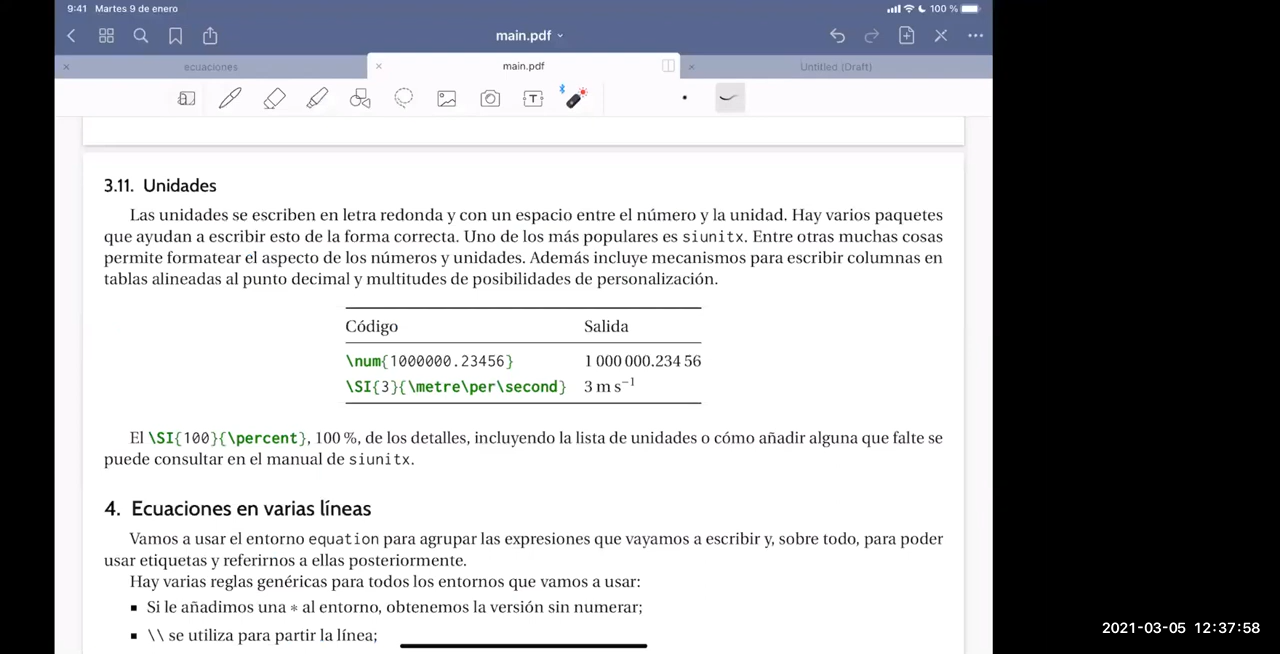 9:41 Martes 9 de enero 100 %
main.pdf
ecuaciones main.pdf Untitled (Draft)
3.11. Unidades
Las unidades se escriben en letra redonda y con un espacio entre el número y la unidad. Hay varios paquetes
que ayudan a escribir esto de la forma correcta. Uno de los más populares es siunitx. Entre otras muchas cosas
permite formatear el aspecto de los números y unidades. Además incluye mecanismos para escribir columnas en
tablas alineadas al punto decimal y multitudes de posibilidades de personalización.
Código Salida
\num{1000000.23456} 1 000 000.234 56
\SI{3}{\metre\per\second} 3 m s⁻¹
El \SI{100}{\percent}, 100 %, de los detalles, incluyendo la lista de unidades o cómo añadir alguna que falte se
puede consultar en el manual de siunitx.
4. Ecuaciones en varias líneas
Vamos a usar el entorno equation para agrupar las expresiones que vayamos a escribir y, sobre todo, para poder
usar etiquetas y referirnos a ellas posteriormente.
Hay varias reglas genéricas para todos los entornos que vamos a usar:
▪ Si le añadimos una * al entorno, obtenemos la versión sin numerar;
▪ \\ se utiliza para partir la línea;
2021-03-05 12:37:58